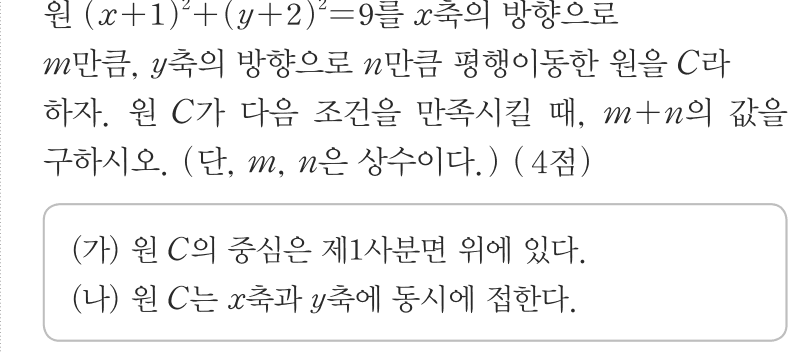 원 (x+1)²+(y+2)²=9를 x축의 방향으로
m만큼, y축의 방향으로 n만큼 평행이동한 원을 C라
하자. 원 C가 다음 조건을 만족시킬 때, m+n의 값을
구하시오. (단, m, n은 상수이다.) ( 4점)
(가) 원 C의 중심은 제1사분면 위에 있다.
(나) 원 C는 x축과 y축에 동시에 접한다.